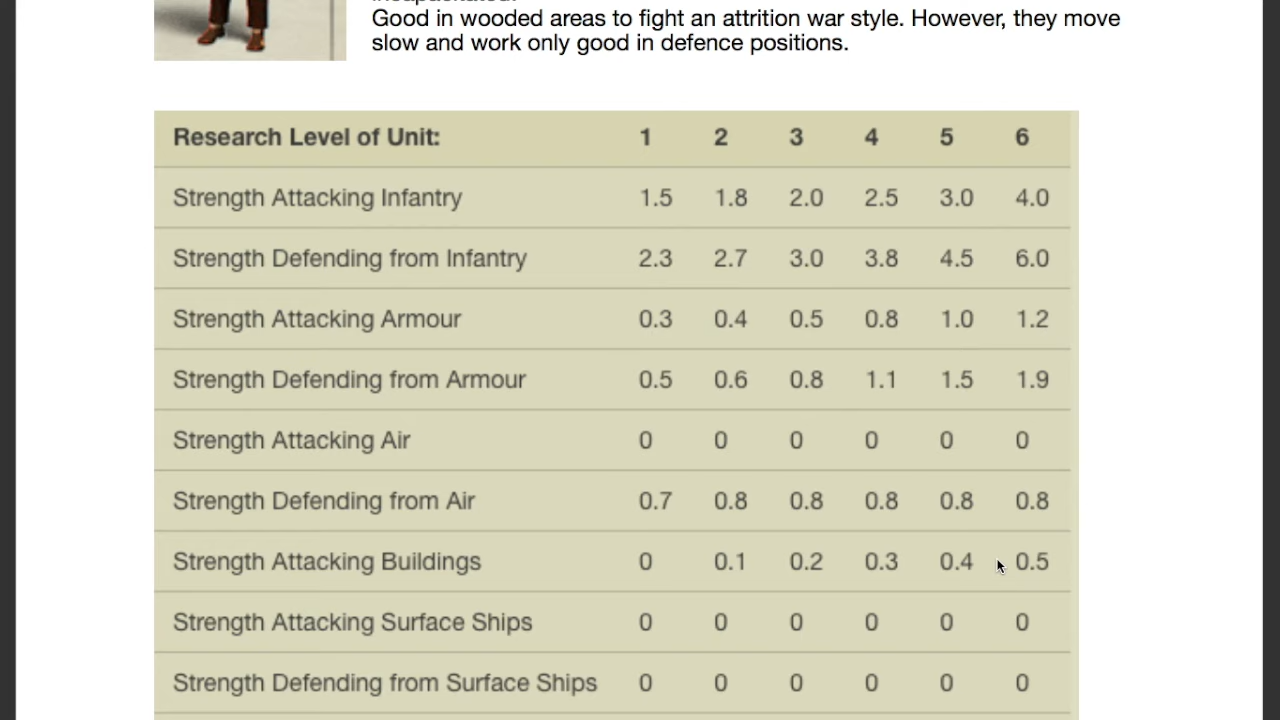 Good in wooded areas to fight an attrition war style. However, they move
slow and work only good in defence positions.
Research Level of Unit: 1 2 3 4 5 6
Strength Attacking Infantry 1.5 1.8 2.0 2.5 3.0 4.0
Strength Defending from Infantry 2.3 2.7 3.0 3.8 4.5 6.0
Strength Attacking Armour 0.3 0.4 0.5 0.8 1.0 1.2
Strength Defending from Armour 0.5 0.6 0.8 1.1 1.5 1.9
Strength Attacking Air 0 0 0 0 0 0
Strength Defending from Air 0.7 0.8 0.8 0.8 0.8 0.8
Strength Attacking Buildings 0 0.1 0.2 0.3 0.4 0.5
Strength Attacking Surface Ships 0 0 0 0 0 0
Strength Defending from Surface Ships 0 0 0 0 0 0